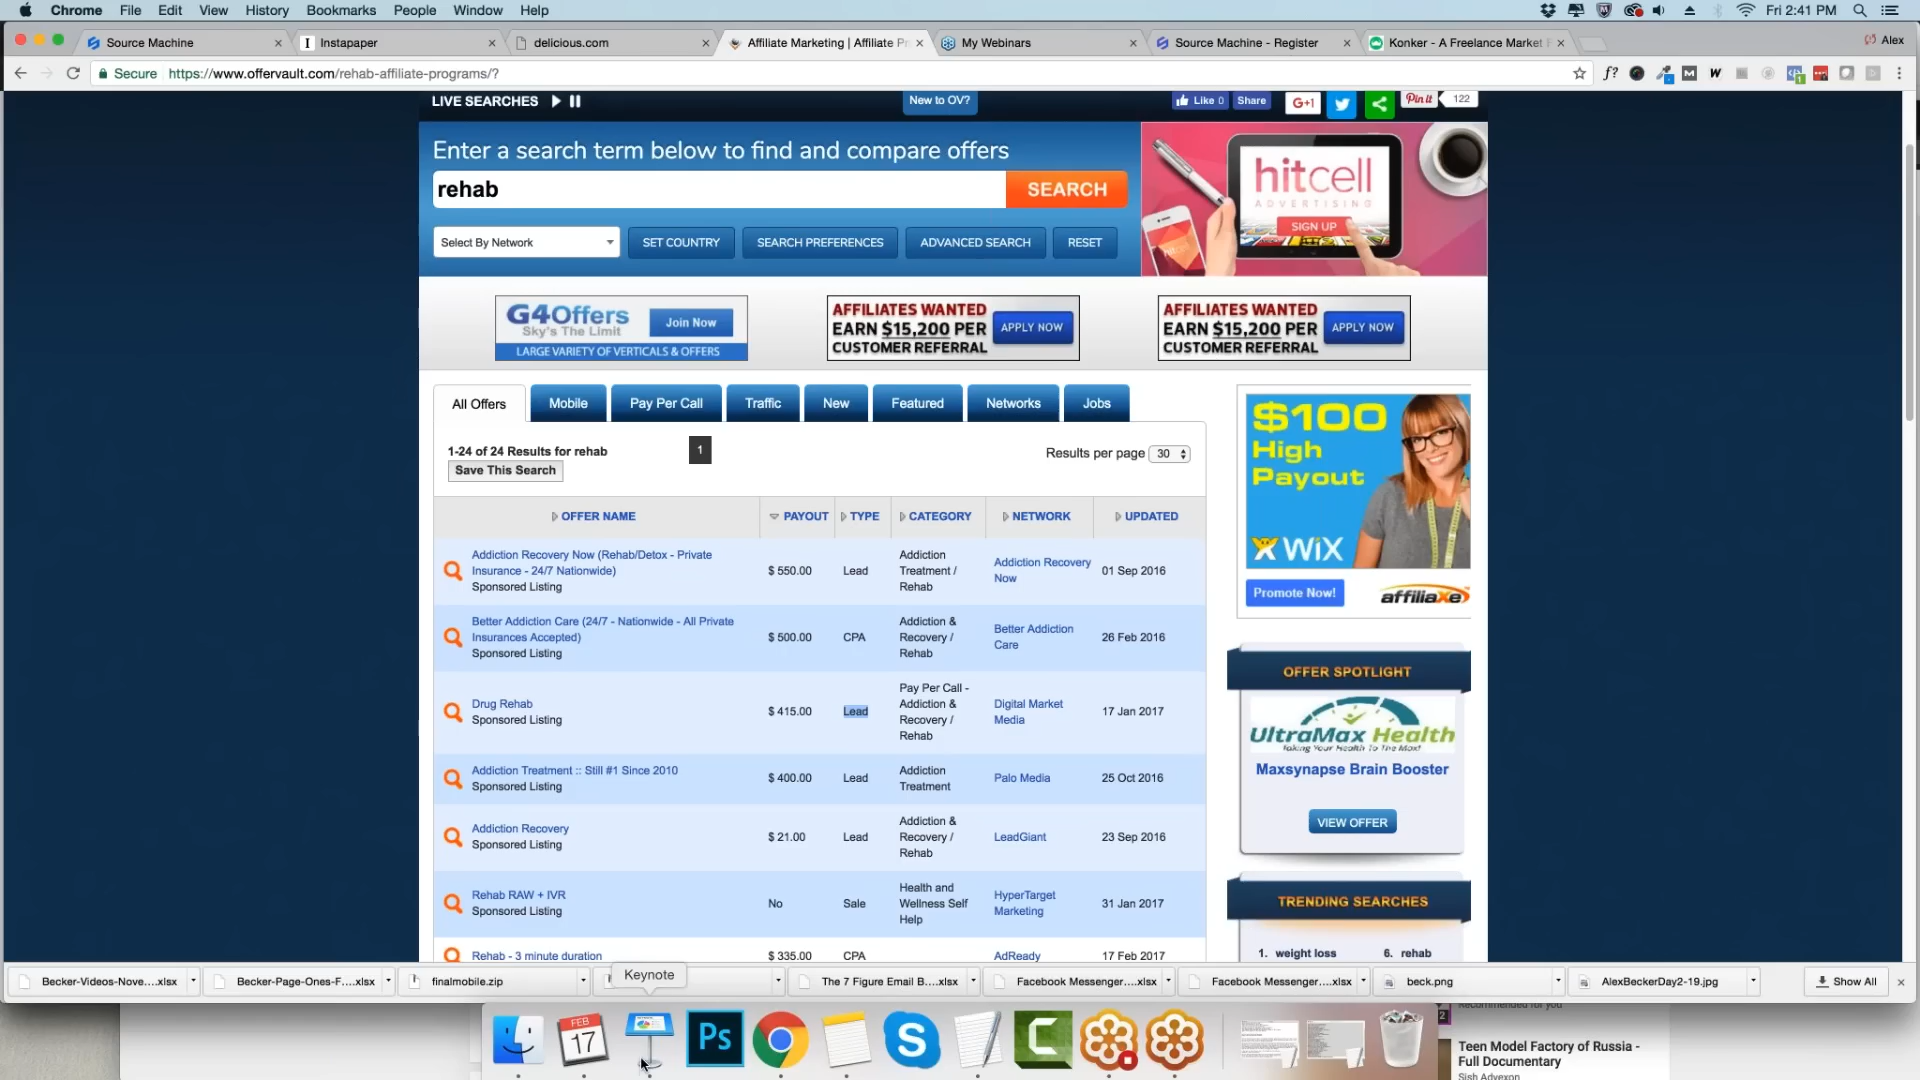 Chrome File Edit View History Bookmarks People Window Help Fri 2:41 PM
Source Machine Instapaper delicious.com Affiliate Marketing | Affiliate Pr My Webinars Source Machine - Register Konker - A Freelance Market Alex
Secure https://www.offervault.com/rehab-affiliate-programs/?
LIVE SEARCHES New to OV? Like 0 Share G+1 Pin it 122
Enter a search term below to find and compare offers
rehab SEARCH
Select By Network SET COUNTRY SEARCH PREFERENCES ADVANCED SEARCH RESET
hitcell
ADVERTISING
SIGN UP
G4Offers
Sky's The Limit
Join Now
LARGE VARIETY OF VERTICALS & OFFERS
AFFILIATES WANTED
EARN $15,200 PER
CUSTOMER REFERRAL
APPLY NOW
AFFILIATES WANTED
EARN $15,200 PER
CUSTOMER REFERRAL
APPLY NOW
All Offers Mobile Pay Per Call Traffic New Featured Networks Jobs
1-24 of 24 Results for rehab 1 Results per page 30
Save This Search
OFFER NAME PAYOUT TYPE CATEGORY NETWORK UPDATED
Addiction Recovery Now (Rehab/Detox - Private
Insurance - 24/7 Nationwide)
Sponsored Listing
$ 550.00 Lead
Addiction
Treatment /
Rehab
Addiction Recovery
Now
01 Sep 2016
Better Addiction Care (24/7 - Nationwide - All Private
Insurances Accepted)
Sponsored Listing
$ 500.00 CPA
Addiction &
Recovery /
Rehab
Better Addiction
Care
26 Feb 2016
Drug Rehab
Sponsored Listing
$ 415.00 Lead
Pay Per Call -
Addiction &
Recovery /
Rehab
Digital Market
Media
17 Jan 2017
Addiction Treatment :: Still #1 Since 2010
Sponsored Listing
$ 400.00 Lead
Addiction
Treatment
Palo Media 25 Oct 2016
Addiction Recovery
Sponsored Listing
$ 21.00 Lead
Addiction &
Recovery /
Rehab
LeadGiant 23 Sep 2016
Rehab RAW + IVR
Sponsored Listing
No Sale
Health and
Wellness Self
Help
HyperTarget
Marketing
31 Jan 2017
Rehab - 3 minute duration $ 335.00 CPA AdReady 17 Feb 2017
$100
High
Payout
WiX
Promote Now! affiliaxe
OFFER SPOTLIGHT
UltraMax Health
Taking Your Health To The Max!
Maxsynapse Brain Booster
VIEW OFFER
TRENDING SEARCHES
1. weight loss 6. rehab
Keynote
Becker-Videos-Nove....xlsx Becker-Page-Ones-F....xlsx finalmobile.zip The 7 Figure Email B....xlsx Facebook Messenger....xlsx Facebook Messenger....xlsx beck.png AlexBeckerDay2-19.jpg Show All
FEB
17
Ps
Recommended for you
Teen Model Factory of Russia -
Full Documentary